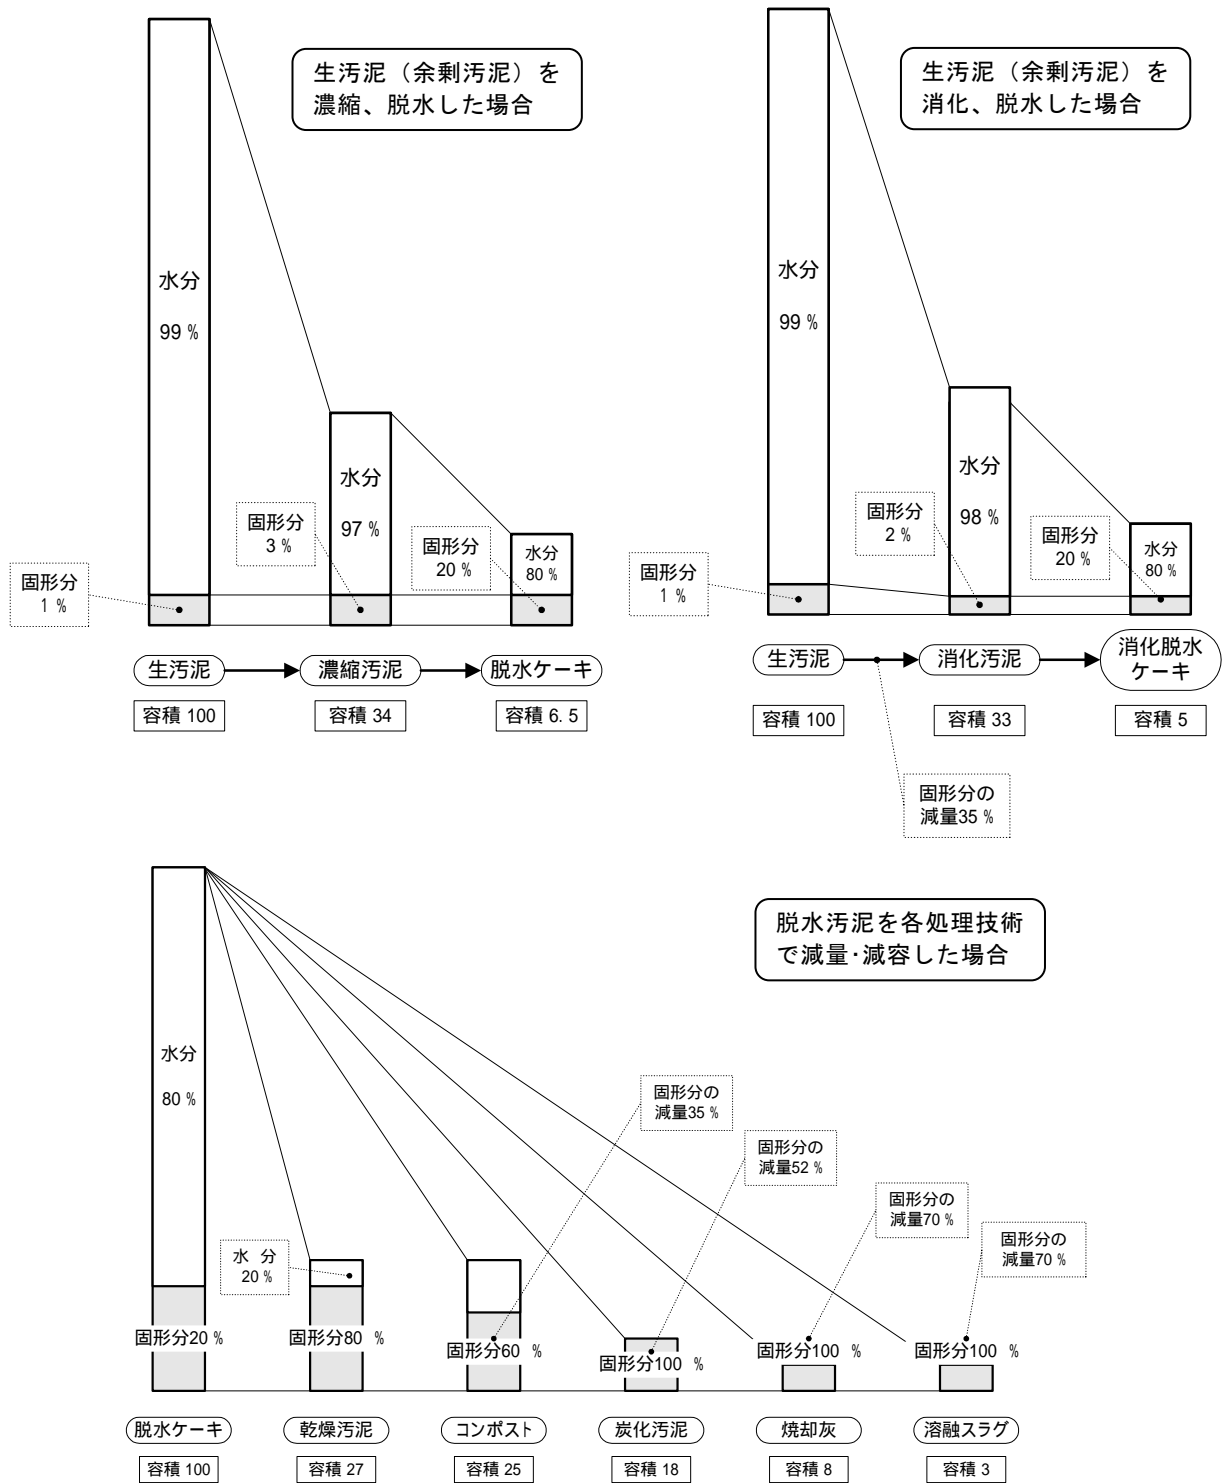 生汚泥（余剰汚泥）を
濃縮、脱水した場合
水分
99 %
水分
97 %
固形分
3 %
固形分
20 %
水分
80 %
固形分
1 %
生汚泥
濃縮汚泥
脱水ケーキ
容積 100
容積 34
容積 6. 5
生汚泥（余剰汚泥）を
消化、脱水した場合
水分
99 %
水分
98 %
固形分
2 %
固形分
20 %
水分
80 %
固形分
1 %
生汚泥
消化汚泥
消化脱水
ケーキ
容積 100
容積 33
容積 5
固形分の
減量35 %
脱水汚泥を各処理技術
で減量･減容した場合
水分
80 %
固形分の
減量35 %
固形分の
減量52 %
固形分の
減量70 %
固形分の
減量70 %
水 分
20 %
固形分20 %
固形分80 %
固形分60 %
固形分100 %
固形分100 %
固形分100 %
脱水ケーキ
乾燥汚泥
コンポスト
炭化汚泥
焼却灰
溶融スラグ
容積 100
容積 27
容積 25
容積 18
容積 8
容積 3